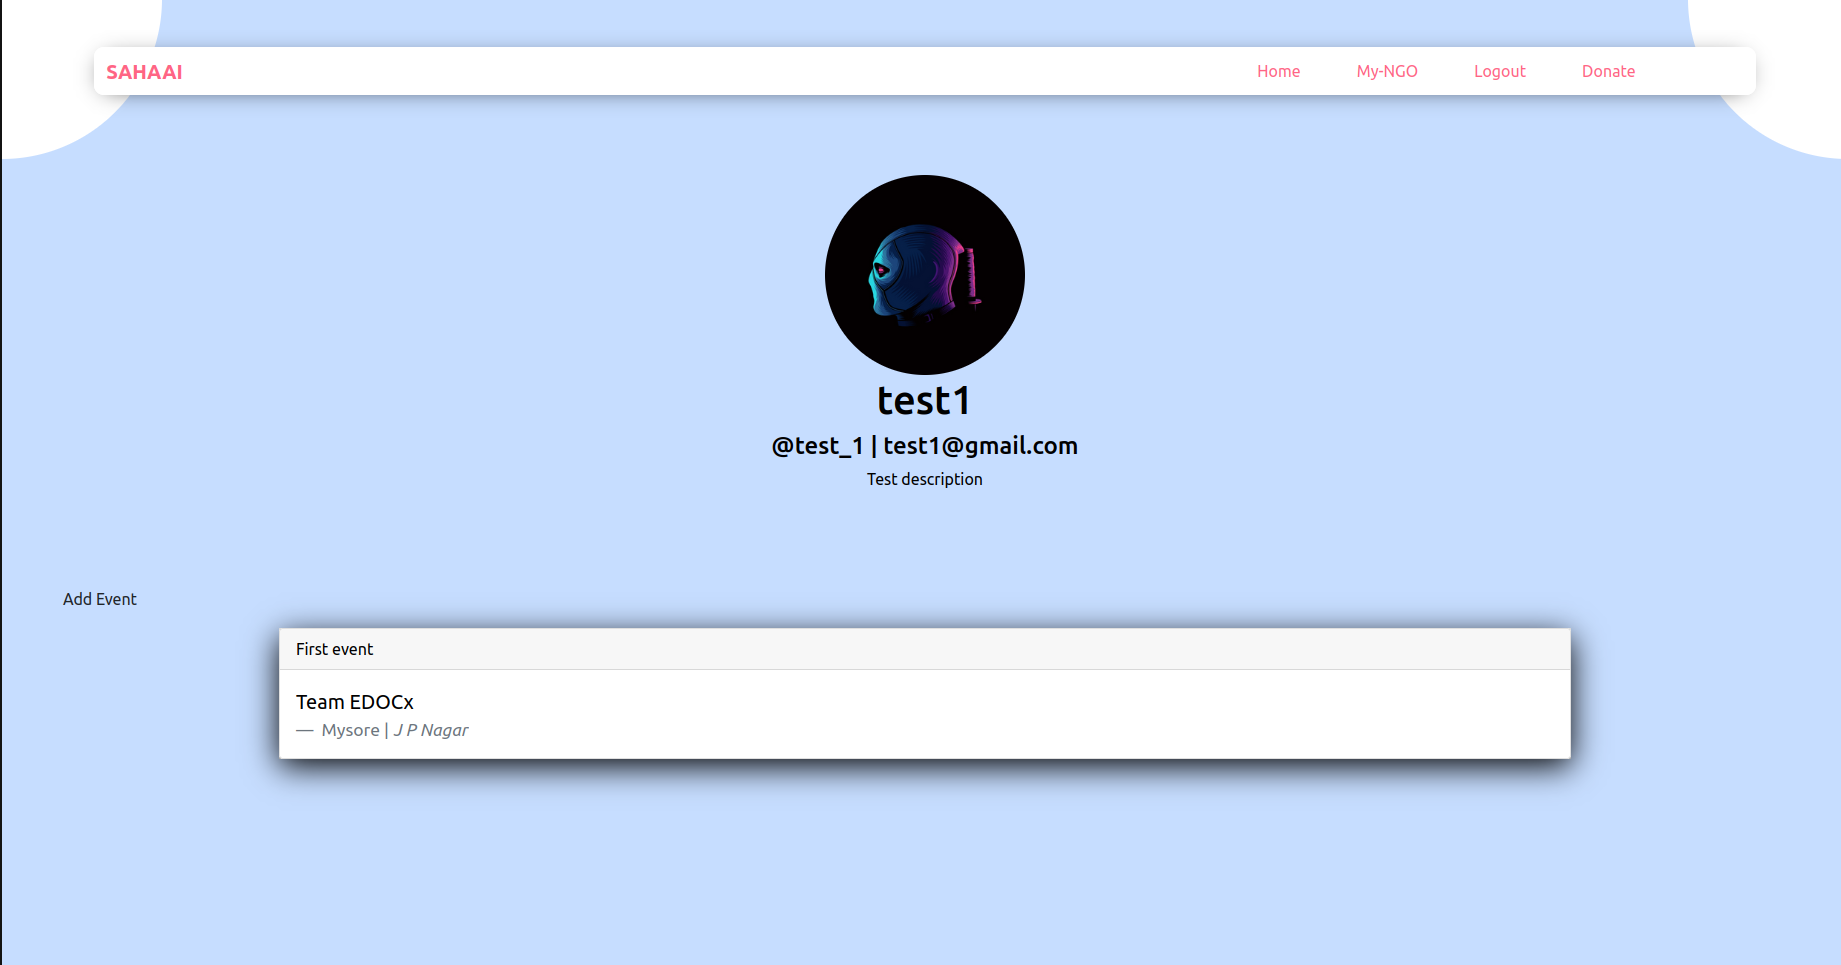 SAHAAI Home My-NGO Logout Donate
test1
@test_1 | test1@gmail.com
Test description
Add Event
First event
Team EDOCx
— Mysore | J P Nagar